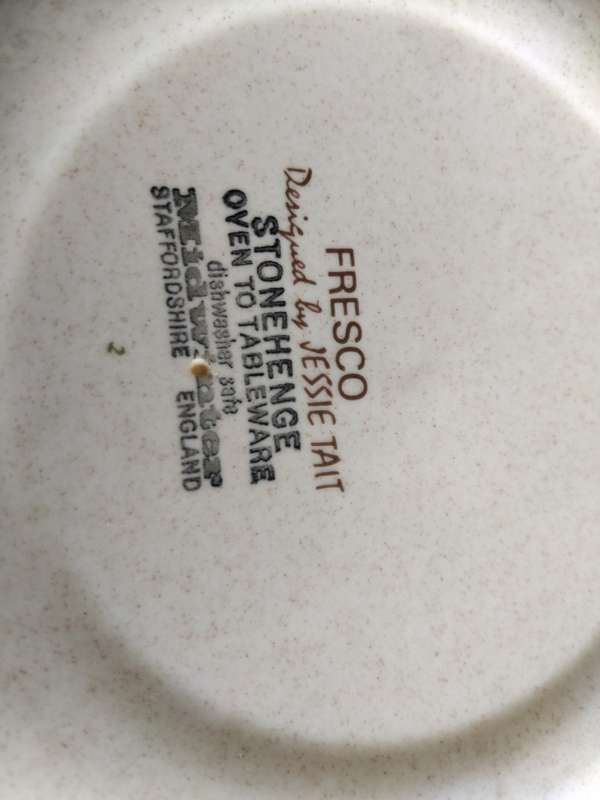 FRESCO
Designed by JESSIE TAIT
STONEHENGE
OVEN TO TABLEWARE
dishwasher safe
Midwinter
STAFFORDSHIRE ENGLAND
2